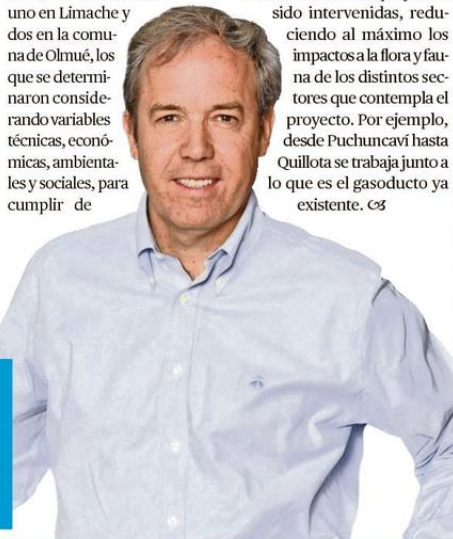 uno en Limache y
dos en la comu-
na de Olmué, los
que se determi-
naron conside-
rando variables
técnicas, econó-
micas, ambienta-
les y sociales, para
cumplir de
sido intervenidas, redu-
ciendo al máximo los
impactos a la flora y fau-
na de los distintos sec-
tores que contempla el
proyecto. Por ejemplo,
desde Puchuncaví hasta
Quillota se trabaja junto a
lo que es el gasoducto ya
existente.